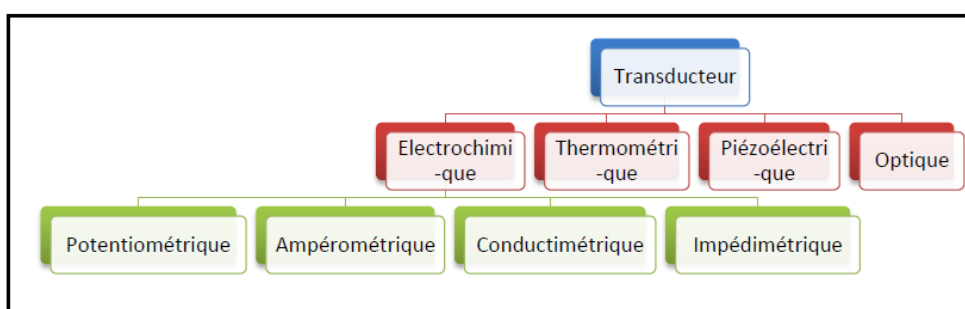 Transducteur
Electrochimi
-que
Thermométri
-que
Piézoélectri
-que
Optique
Potentiométrique
Ampérométrique
Conductimétrique
Impédimétrique